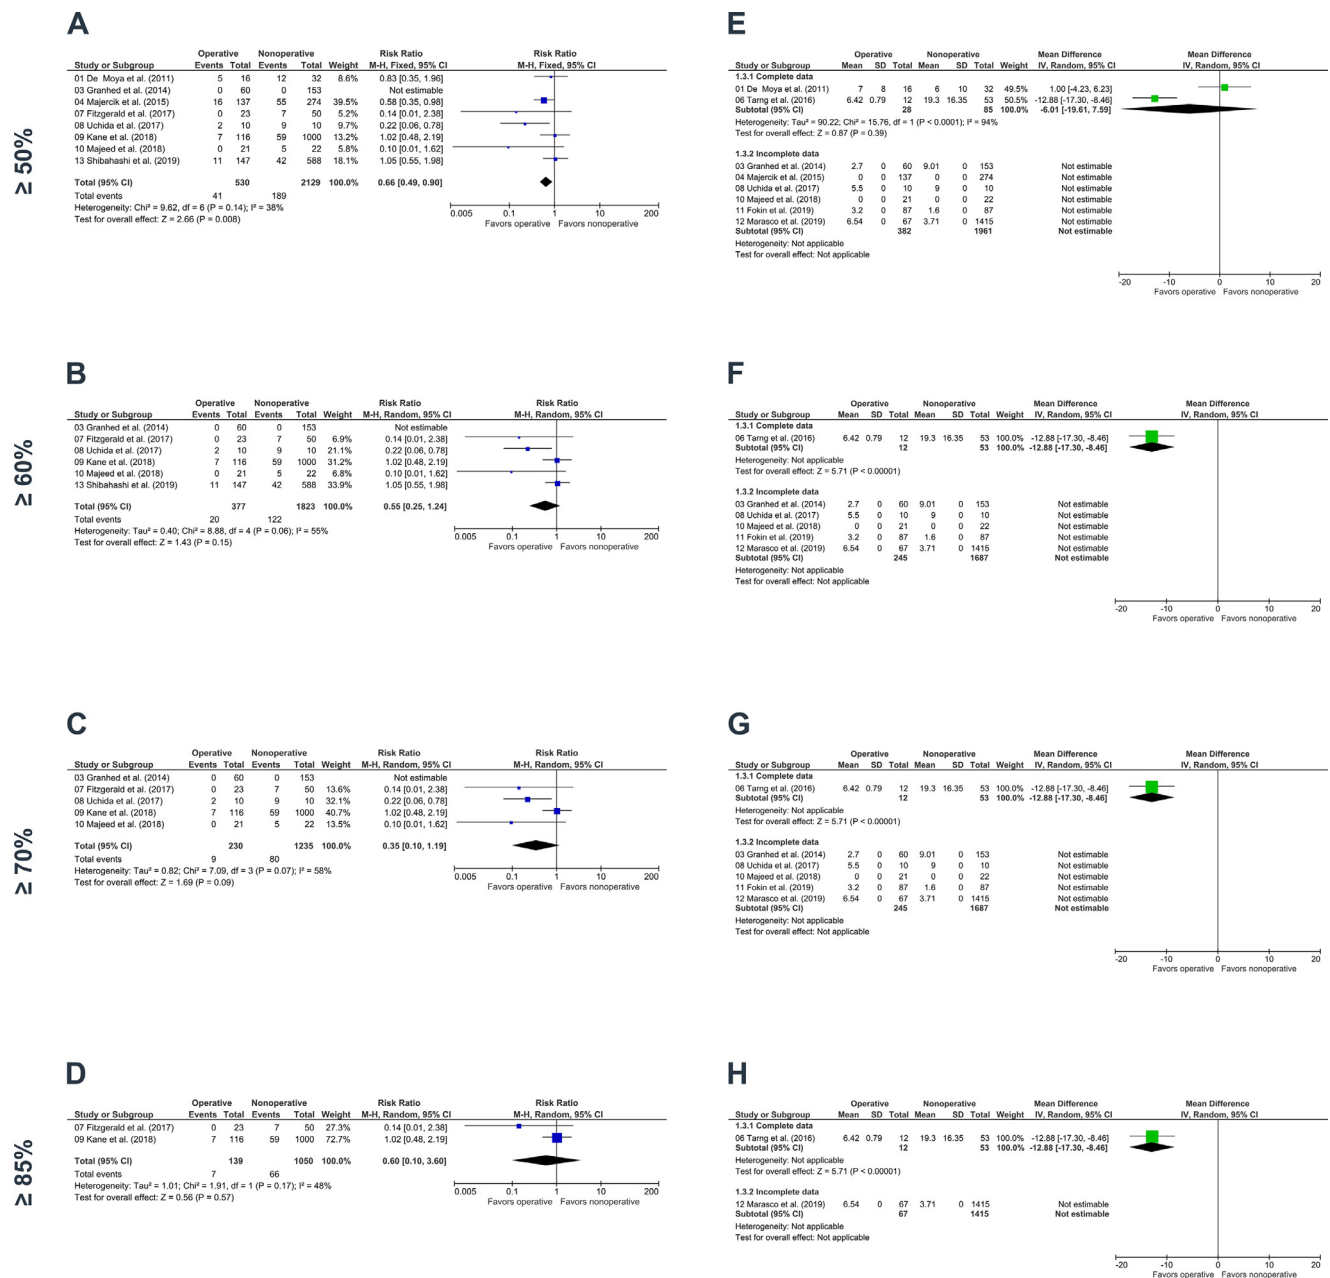 A
Operative Nonoperative Risk Ratio Risk Ratio
Study or Subgroup Events Total Events Total Weight M-H, Fixed, 95% CI M-H, Fixed, 95% CI
01 De Moya et al. (2011) 5 16 12 32 8.6% 0.83 [0.35, 1.96]
03 Granhed et al. (2014) 0 60 0 153 Not estimable
04 Majercik et al. (2015) 16 137 55 274 39.5% 0.58 [0.35, 0.98]
07 Fitzgerald et al. (2017) 0 23 7 50 5.2% 0.14 [0.01, 2.38]
08 Uchida et al. (2017) 2 10 9 10 9.7% 0.22 [0.06, 0.78]
09 Kane et al. (2018) 7 116 59 1000 13.2% 1.02 [0.48, 2.19]
10 Majeed et al. (2018) 0 21 5 22 5.7% 0.10 [0.01, 1.62]
13 Shibahashi et al. (2019) 11 147 42 588 18.1% 1.05 [0.55, 1.98]
Total (95% CI) 530 2129 100.0% 0.66 [0.49, 0.90]
Total events 41 189
Heterogeneity: Chi² = 9.62, df = 6 (P = 0.14); I² = 38%
Test for overall effect: Z = 2.66 (P = 0.008)
0.005 0.1 1 10 200
Favors operative Favors nonoperative
≥ 50%
E
Operative Nonoperative Mean Difference Mean Difference
Study or Subgroup Mean SD Total Mean SD Total Weight IV, Random, 95% CI IV, Random, 95% CI
1.3.1 Complete data
01 De Moya et al. (2011) 7 8 16 6 10 32 49.5% 1.00 [-4.23, 6.23]
06 Tarng et al. (2016) 6.42 0.79 12 19.3 16.35 53 50.5% -12.88 [-17.30, -8.46]
Subtotal (95% CI) 28 85 100.0% -6.01 [-19.61, 7.59]
Heterogeneity: Tau² = 90.22; Chi² = 15.76, df = 1 (P < 0.0001); I² = 94%
Test for overall effect: Z = 0.87 (P = 0.39)
1.3.2 Incomplete data
03 Granhed et al. (2014) 2.7 0 60 9.01 0 153 Not estimable
04 Majercik et al. (2015) 0 0 137 0 0 274 Not estimable
08 Uchida et al. (2017) 5.5 0 10 9 0 10 Not estimable
10 Majeed et al. (2018) 0 0 21 0 0 22 Not estimable
11 Fokin et al. (2019) 3.2 0 87 1.6 0 87 Not estimable
12 Marasco et al. (2019) 6.54 0 67 3.71 0 1415 Not estimable
Subtotal (95% CI) 382 1961 Not estimable
Heterogeneity: Not applicable
Test for overall effect: Not applicable
-20 -10 0 10 20
Favors operative Favors nonoperative
B
Operative Nonoperative Risk Ratio Risk Ratio
Study or Subgroup Events Total Events Total Weight M-H, Random, 95% CI M-H, Random, 95% CI
03 Granhed et al. (2014) 0 60 0 153 Not estimable
07 Fitzgerald et al. (2017) 0 23 7 50 6.9% 0.14 [0.01, 2.38]
08 Uchida et al. (2017) 2 10 9 10 21.1% 0.22 [0.06, 0.78]
09 Kane et al. (2018) 7 116 59 1000 31.2% 1.02 [0.48, 2.19]
10 Majeed et al. (2018) 0 21 5 22 6.8% 0.10 [0.01, 1.62]
13 Shibahashi et al. (2019) 11 147 42 588 33.9% 1.05 [0.55, 1.98]
Total (95% CI) 377 1823 100.0% 0.55 [0.25, 1.24]
Total events 20 122
Heterogeneity: Tau² = 0.40; Chi² = 8.88, df = 4 (P = 0.06); I² = 55%
Test for overall effect: Z = 1.43 (P = 0.15)
0.005 0.1 1 10 200
Favors operative Favors nonoperative
≥ 60%
F
Operative Nonoperative Mean Difference Mean Difference
Study or Subgroup Mean SD Total Mean SD Total Weight IV, Random, 95% CI IV, Random, 95% CI
1.3.1 Complete data
06 Tarng et al. (2016) 6.42 0.79 12 19.3 16.35 53 100.0% -12.88 [-17.30, -8.46]
Subtotal (95% CI) 12 53 100.0% -12.88 [-17.30, -8.46]
Heterogeneity: Not applicable
Test for overall effect: Z = 5.71 (P < 0.00001)
1.3.2 Incomplete data
03 Granhed et al. (2014) 2.7 0 60 9.01 0 153 Not estimable
08 Uchida et al. (2017) 5.5 0 10 9 0 10 Not estimable
10 Majeed et al. (2018) 0 0 21 0 0 22 Not estimable
11 Fokin et al. (2019) 3.2 0 87 1.6 0 87 Not estimable
12 Marasco et al. (2019) 6.54 0 67 3.71 0 1415 Not estimable
Subtotal (95% CI) 245 1687 Not estimable
Heterogeneity: Not applicable
Test for overall effect: Not applicable
-20 -10 0 10 20
Favors operative Favors nonoperative
C
Operative Nonoperative Risk Ratio Risk Ratio
Study or Subgroup Events Total Events Total Weight M-H, Random, 95% CI M-H, Random, 95% CI
03 Granhed et al. (2014) 0 60 0 153 Not estimable
07 Fitzgerald et al. (2017) 0 23 7 50 13.6% 0.14 [0.01, 2.38]
08 Uchida et al. (2017) 2 10 9 10 32.1% 0.22 [0.06, 0.78]
09 Kane et al. (2018) 7 116 59 1000 40.7% 1.02 [0.48, 2.19]
10 Majeed et al. (2018) 0 21 5 22 13.5% 0.10 [0.01, 1.62]
Total (95% CI) 230 1235 100.0% 0.35 [0.10, 1.19]
Total events 9 80
Heterogeneity: Tau² = 0.82; Chi² = 7.09, df = 3 (P = 0.07); I² = 58%
Test for overall effect: Z = 1.69 (P = 0.09)
0.005 0.1 1 10 200
Favors operative Favors nonoperative
≥ 70%
G
Operative Nonoperative Mean Difference Mean Difference
Study or Subgroup Mean SD Total Mean SD Total Weight IV, Random, 95% CI IV, Random, 95% CI
1.3.1 Complete data
06 Tarng et al. (2016) 6.42 0.79 12 19.3 16.35 53 100.0% -12.88 [-17.30, -8.46]
Subtotal (95% CI) 12 53 100.0% -12.88 [-17.30, -8.46]
Heterogeneity: Not applicable
Test for overall effect: Z = 5.71 (P < 0.00001)
1.3.2 Incomplete data
03 Granhed et al. (2014) 2.7 0 60 9.01 0 153 Not estimable
08 Uchida et al. (2017) 5.5 0 10 9 0 10 Not estimable
10 Majeed et al. (2018) 0 0 21 0 0 22 Not estimable
11 Fokin et al. (2019) 3.2 0 87 1.6 0 87 Not estimable
12 Marasco et al. (2019) 6.54 0 67 3.71 0 1415 Not estimable
Subtotal (95% CI) 245 1687 Not estimable
Heterogeneity: Not applicable
Test for overall effect: Not applicable
-20 -10 0 10 20
Favors operative Favors nonoperative
D
Operative Nonoperative Risk Ratio Risk Ratio
Study or Subgroup Events Total Events Total Weight M-H, Random, 95% CI M-H, Random, 95% CI
07 Fitzgerald et al. (2017) 0 23 7 50 27.3% 0.14 [0.01, 2.38]
09 Kane et al. (2018) 7 116 59 1000 72.7% 1.02 [0.48, 2.19]
Total (95% CI) 139 1050 100.0% 0.60 [0.10, 3.60]
Total events 7 66
Heterogeneity: Tau² = 1.01; Chi² = 1.91, df = 1 (P = 0.17); I² = 48%
Test for overall effect: Z = 0.56 (P = 0.57)
0.005 0.1 1 10 200
Favors operative Favors nonoperative
≥ 85%
H
Operative Nonoperative Mean Difference Mean Difference
Study or Subgroup Mean SD Total Mean SD Total Weight IV, Random, 95% CI IV, Random, 95% CI
1.3.1 Complete data
06 Tarng et al. (2016) 6.42 0.79 12 19.3 16.35 53 100.0% -12.88 [-17.30, -8.46]
Subtotal (95% CI) 12 53 100.0% -12.88 [-17.30, -8.46]
Heterogeneity: Not applicable
Test for overall effect: Z = 5.71 (P < 0.00001)
1.3.2 Incomplete data
12 Marasco et al. (2019) 6.54 0 67 3.71 0 1415 Not estimable
Subtotal (95% CI) 67 1415 Not estimable
Heterogeneity: Not applicable
Test for overall effect: Not applicable
-20 -10 0 10 20
Favors operative Favors nonoperative